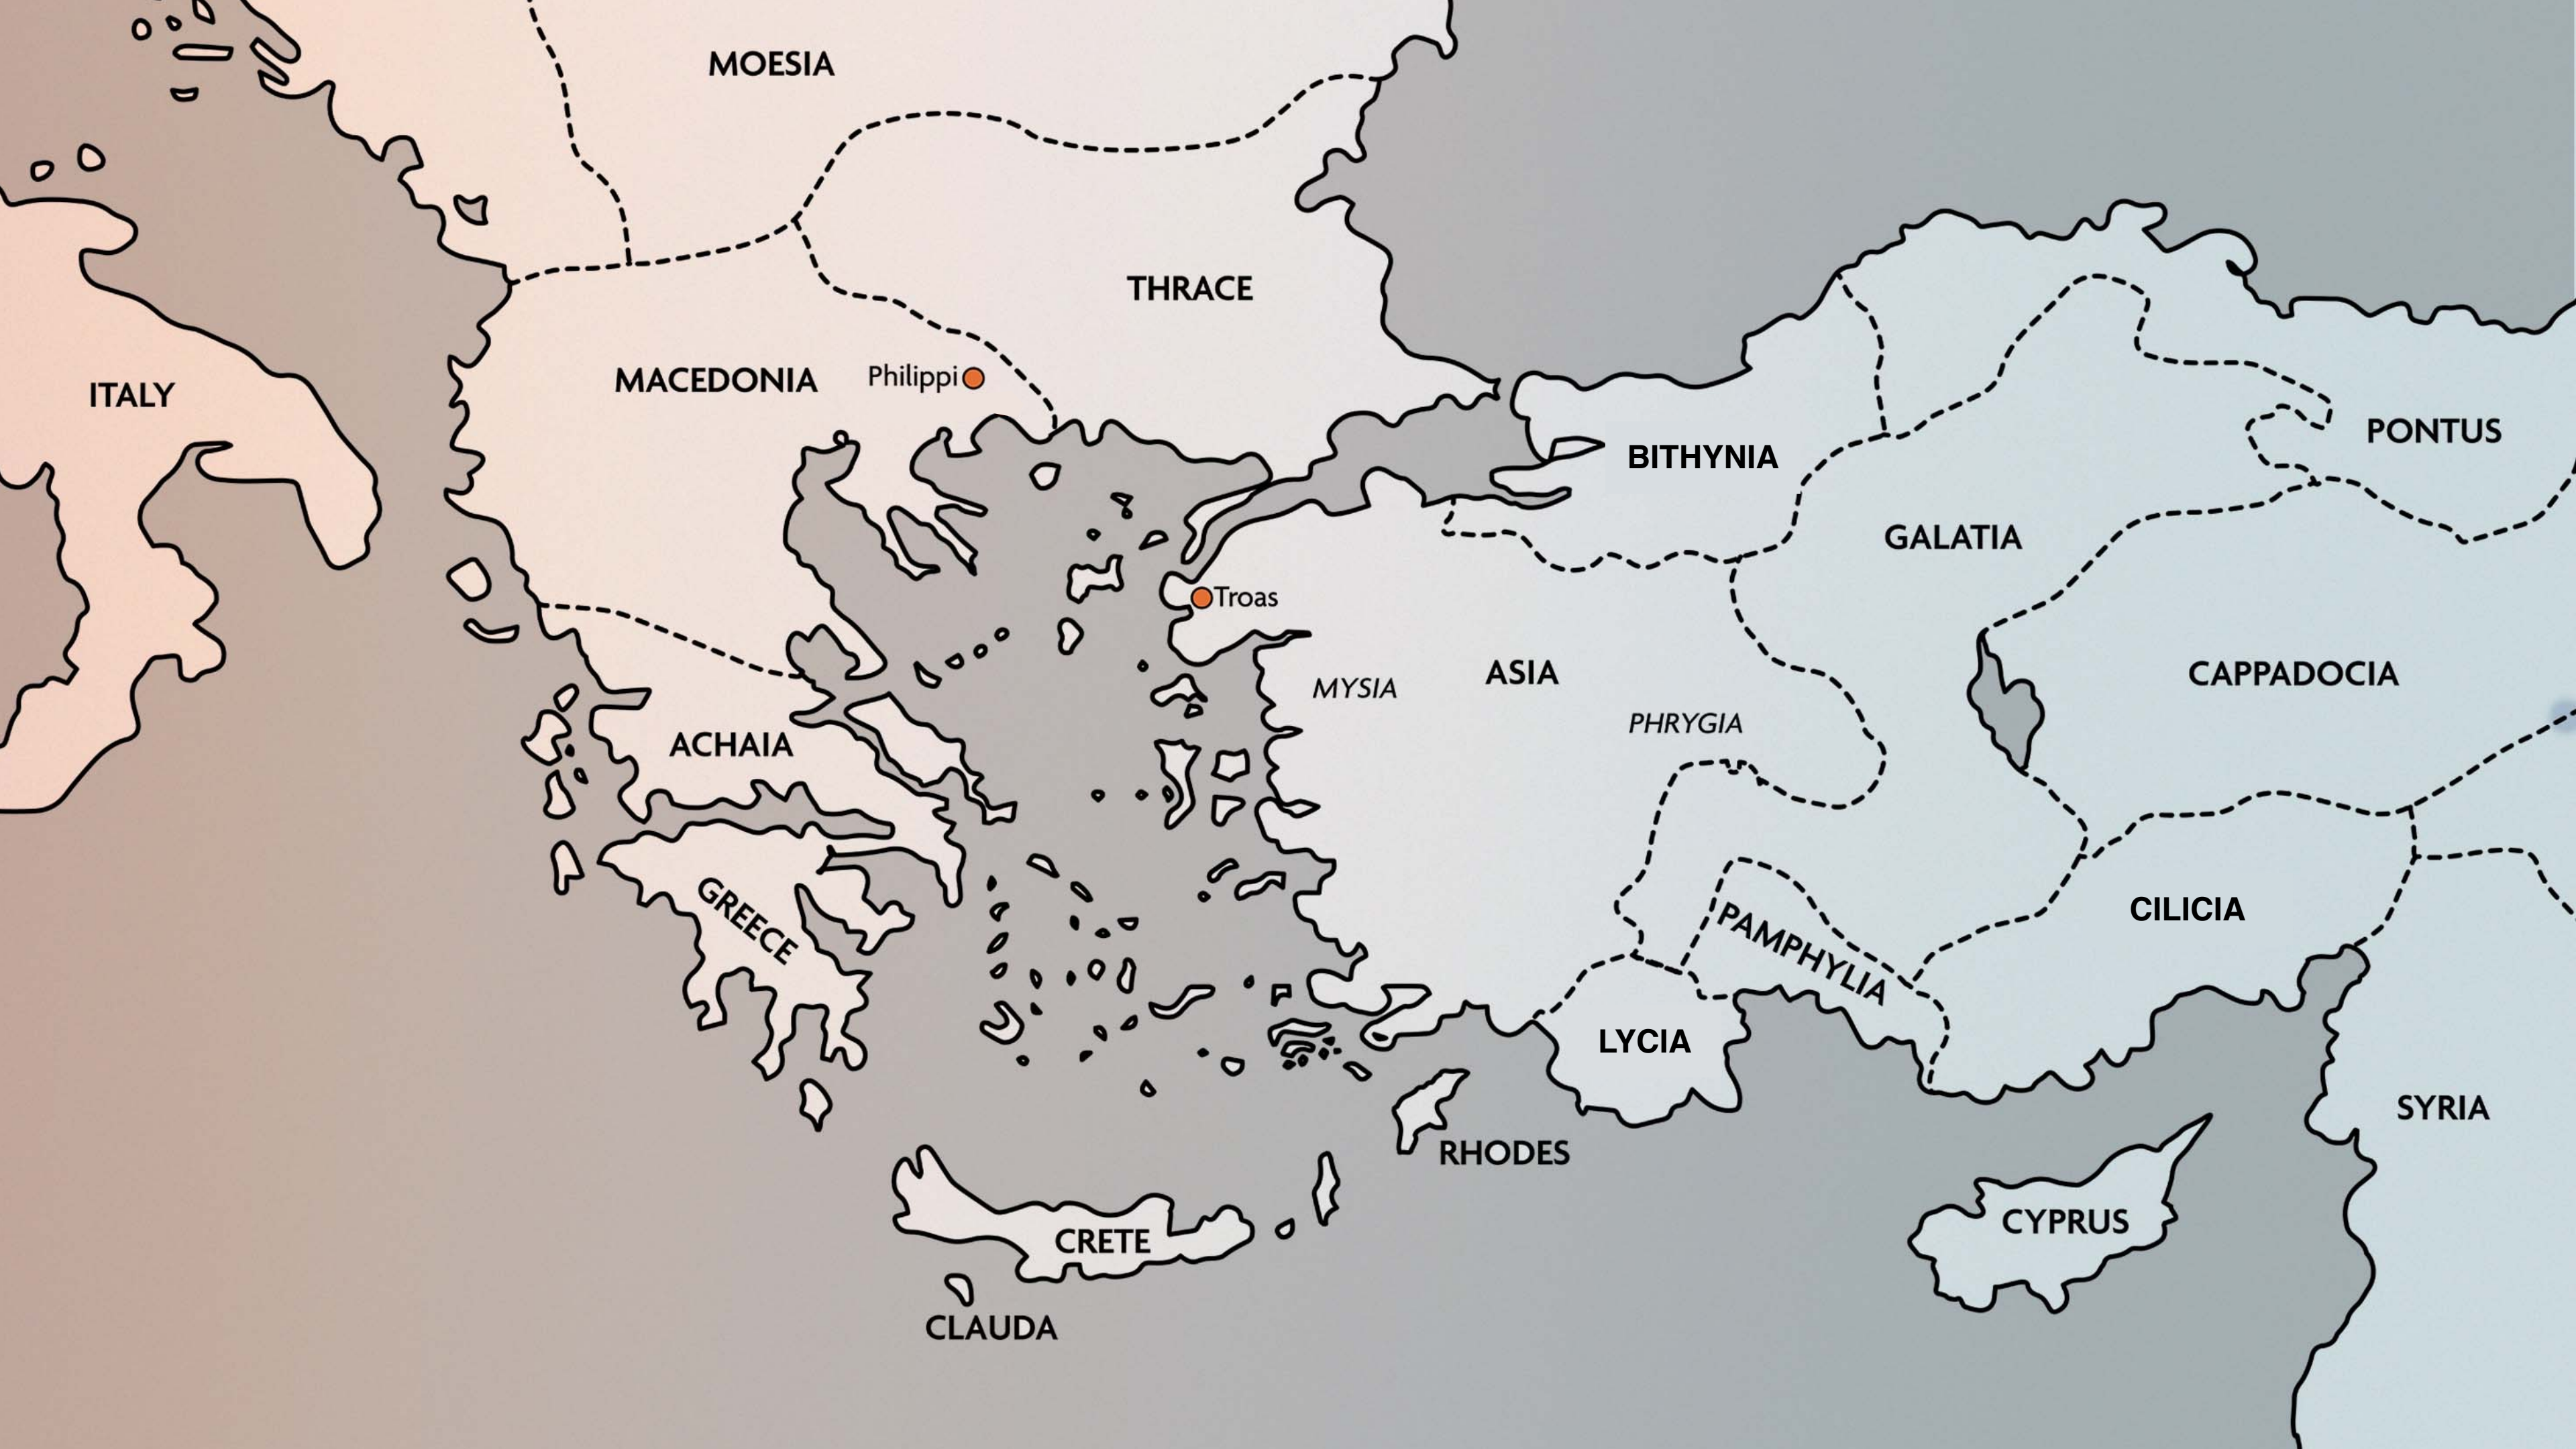 MOESIA
THRACE
ITALY
MACEDONIA
Philippi
BITHYNIA
PONTUS
GALATIA
Troas
ASIA
MYSIA
PHRYGIA
CAPPADOCIA
ACHAIA
GREECE
PAMPHYLIA
CILICIA
LYCIA
SYRIA
RHODES
CYPRUS
CRETE
CLAUDA